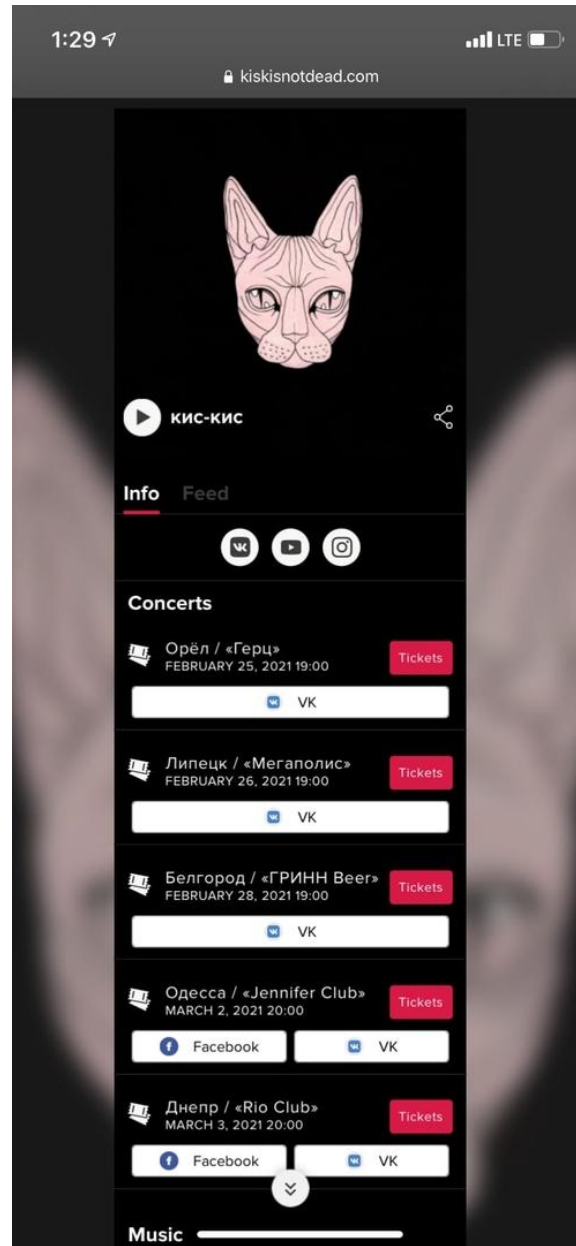 1:29
LTE
kiskisnotdead.com
кис-кис
Info Feed
Concerts
Орёл / «Герц»
FEBRUARY 25, 2021 19:00
Tickets
VK
Липецк / «Мегаполис»
FEBRUARY 26, 2021 19:00
Tickets
VK
Белгород / «ГРИНН Beer»
FEBRUARY 28, 2021 19:00
Tickets
VK
Одесса / «Jennifer Club»
MARCH 2, 2021 20:00
Tickets
Facebook VK
Днепр / «Rio Club»
MARCH 3, 2021 20:00
Tickets
Facebook VK
Music